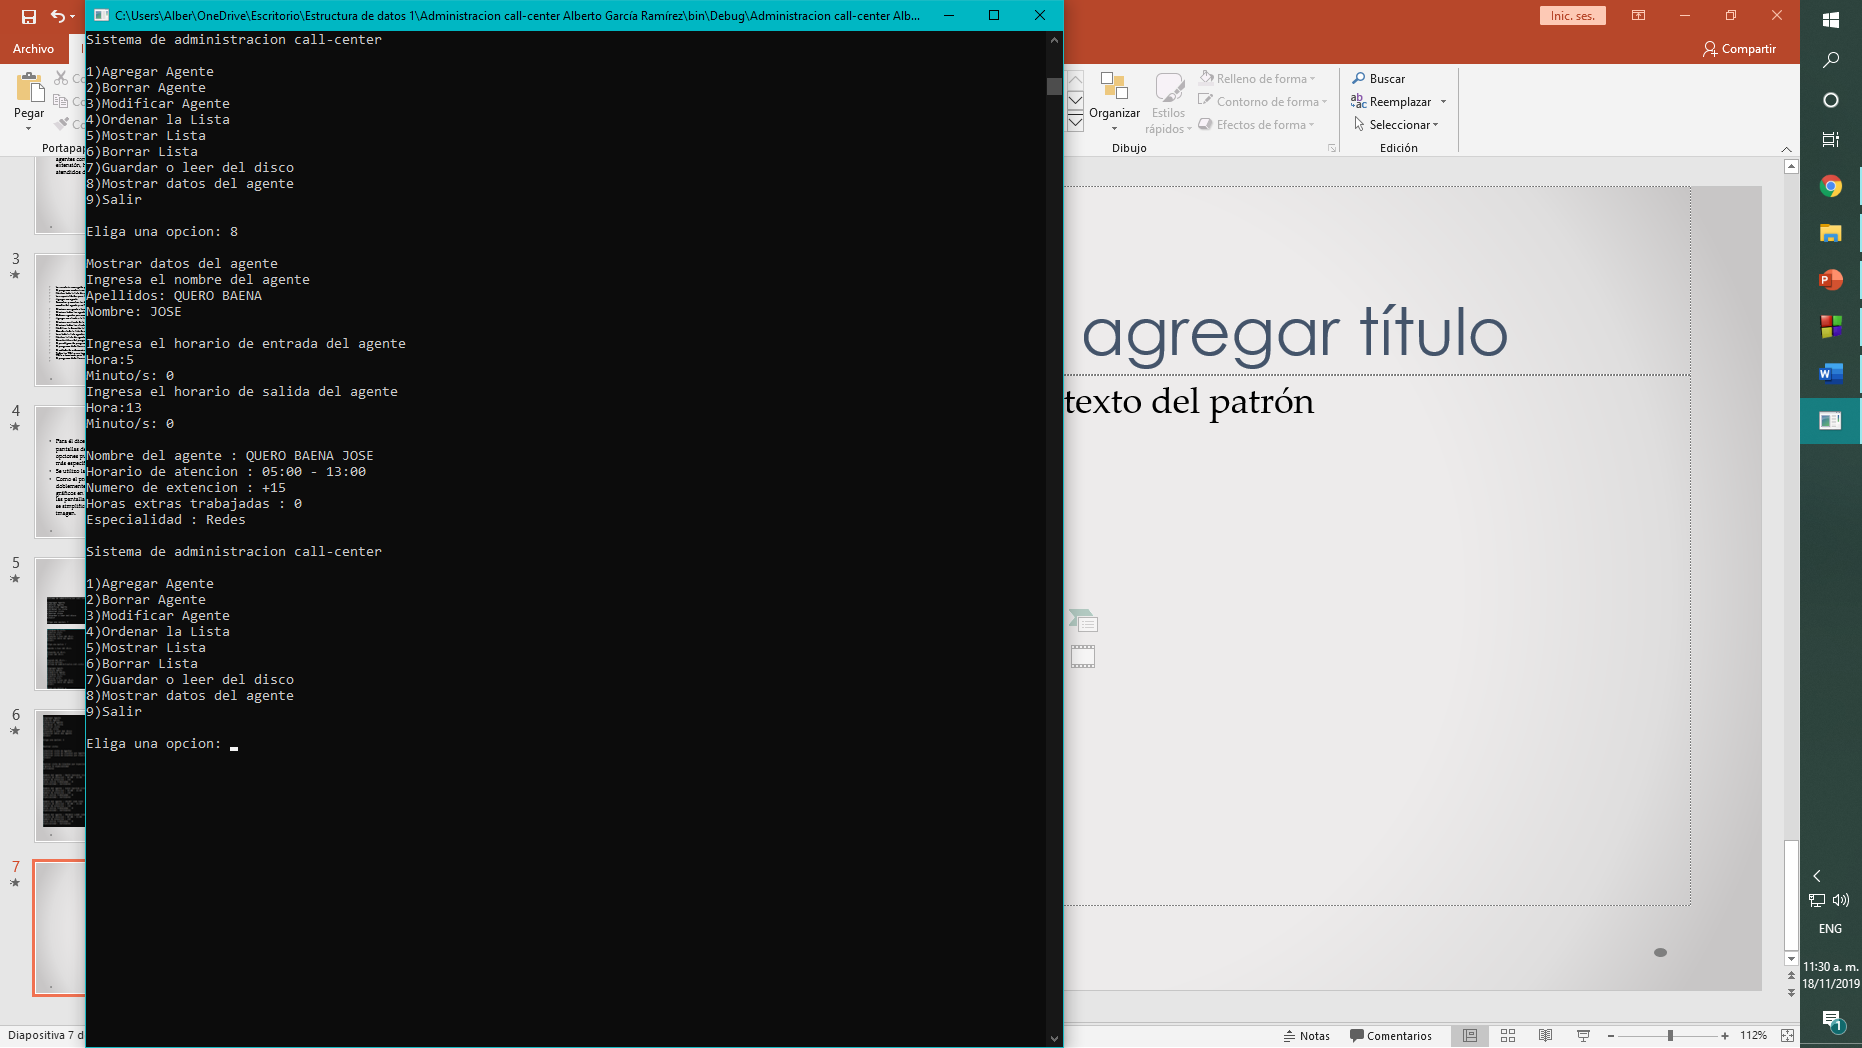 C:\Users\Alber\OneDrive\Escritorio\Estructura de datos 1\Administracion call-center Alberto García Ramírez\bin\Debug\Administracion call-center Alb...
Sistema de administracion call-center
1)Agregar Agente
2)Borrar Agente
3)Modificar Agente
4)Ordenar la Lista
5)Mostrar Lista
6)Borrar Lista
7)Guardar o leer del disco
8)Mostrar datos del agente
9)Salir
Eliga una opcion: 8
Mostrar datos del agente
Ingresa el nombre del agente
Apellidos: QUERO BAENA
Nombre: JOSE
Ingresa el horario de entrada del agente
Hora:5
Minuto/s: 0
Ingresa el horario de salida del agente
Hora:13
Minuto/s: 0
Nombre del agente : QUERO BAENA JOSE
Horario de atencion : 05:00 - 13:00
Numero de extencion : +15
Horas extras trabajadas : 0
Especialidad : Redes
Sistema de administracion call-center
1)Agregar Agente
2)Borrar Agente
3)Modificar Agente
4)Ordenar la Lista
5)Mostrar Lista
6)Borrar Lista
7)Guardar o leer del disco
8)Mostrar datos del agente
9)Salir
Eliga una opcion:
Archivo
Pegar
Portapap
3
4
5
6
7
Diapositiva 7 d
Inic. ses.
Compartir
Organizar
Estilos
rápidos
Relleno de forma
Contorno de forma
Efectos de forma
Dibujo
Buscar
Reemplazar
Seleccionar
Edición
agregar título
texto del patrón
Notas
Comentarios
112%
ENG
11:30 a. m.
18/11/2019
1